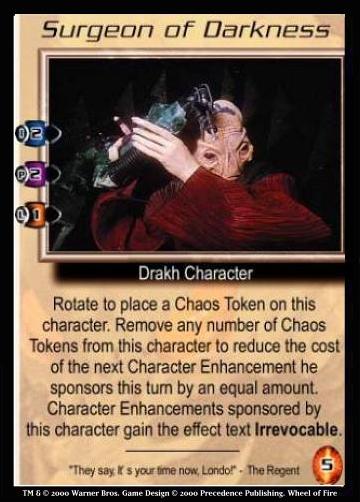 Surgeon of Darkness
I 2
P 2
L 1
Drakh Character
Rotate to place a Chaos Token on this
character. Remove any number of Chaos
Tokens from this character to reduce the cost
of the next Character Enhancement he
sponsors this turn by an equal amount.
Character Enhancements sponsored by
this character gain the effect text Irrevocable.
"They say, It' s your time now, Londo!" - The Regent
5
TM & © 2000 Warner Bros. Game Design © 2000 Precedence Publishing. Wheel of Fire